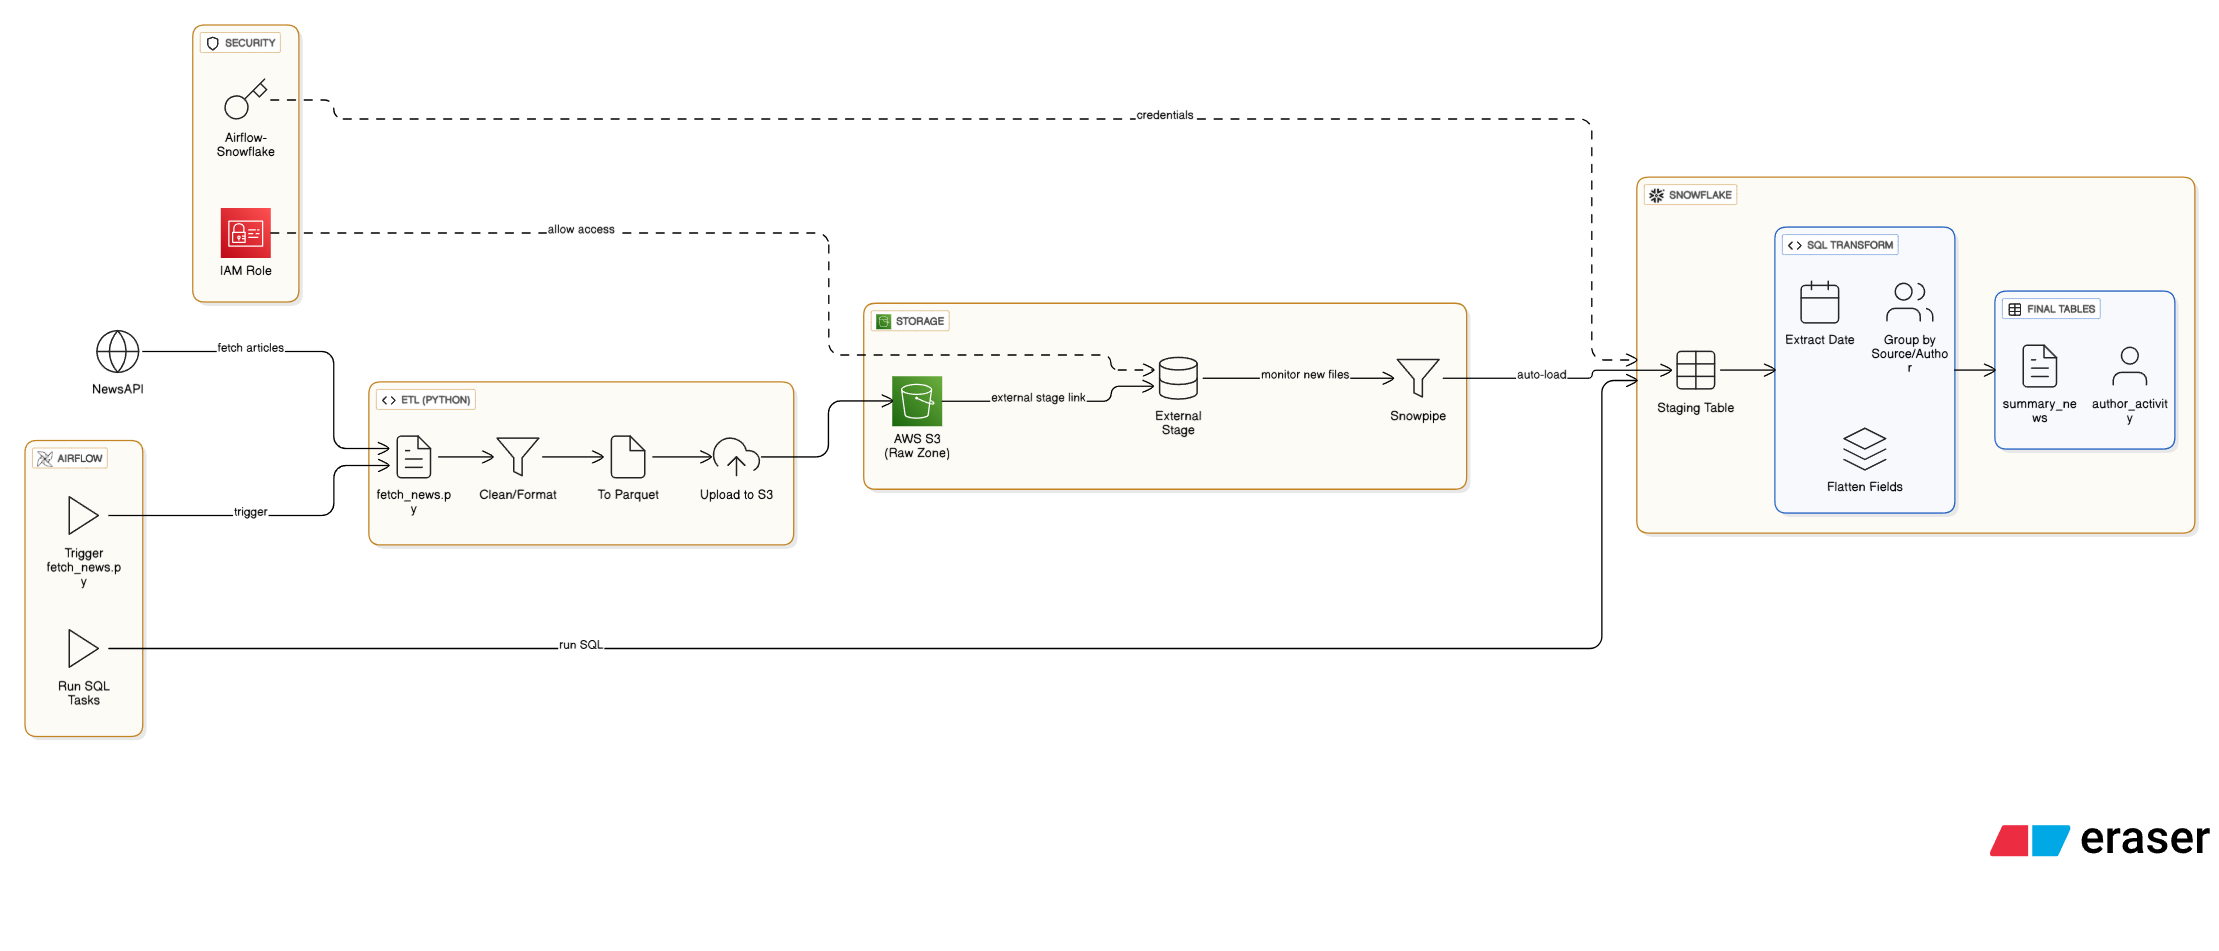 SECURITY
Airflow-
Snowflake
credentials
IAM Role
allow access
NewsAPI
fetch articles
AIRFLOW
Trigger
fetch_news.p
y
trigger
Run SQL
Tasks
run SQL
ETL (PYTHON)
fetch_news.p
y
Clean/Format
To Parquet
Upload to S3
STORAGE
AWS S3
(Raw Zone)
external stage link
External
Stage
monitor new files
Snowpipe
auto-load
SNOWFLAKE
Staging Table
SQL TRANSFORM
Extract Date
Group by
Source/Autho
r
Flatten Fields
FINAL TABLES
summary_ne
ws
author_activit
y
eraser